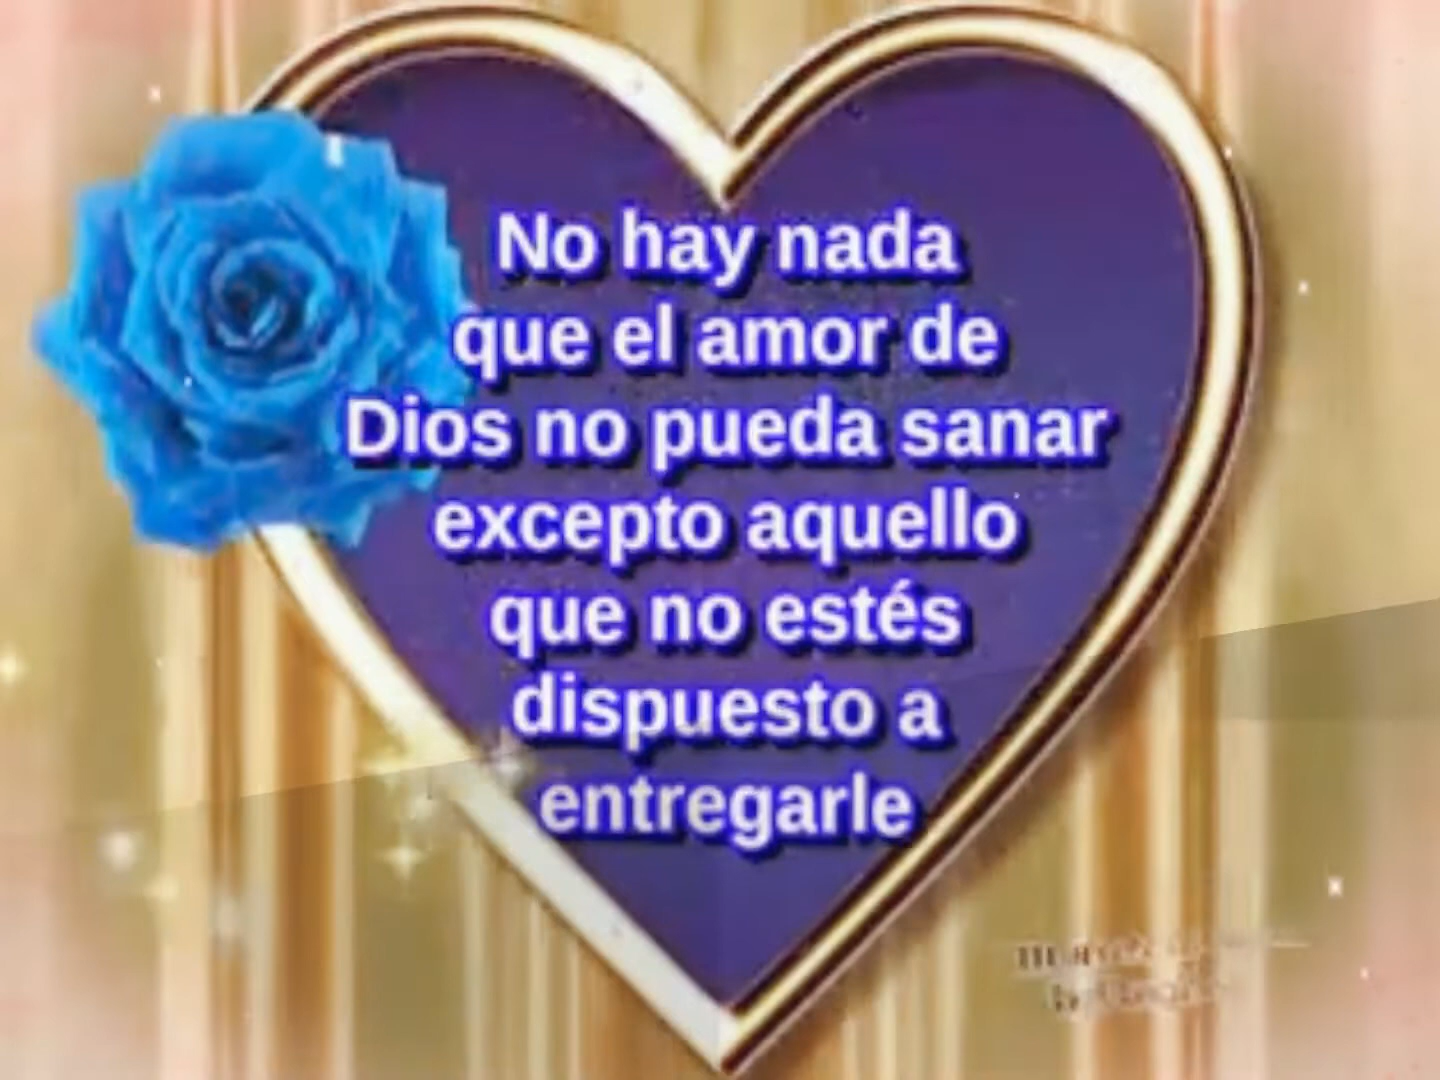 No hay nada
que el amor de
Dios no pueda sanar
excepto aquello
que no estés
dispuesto a
entregarle